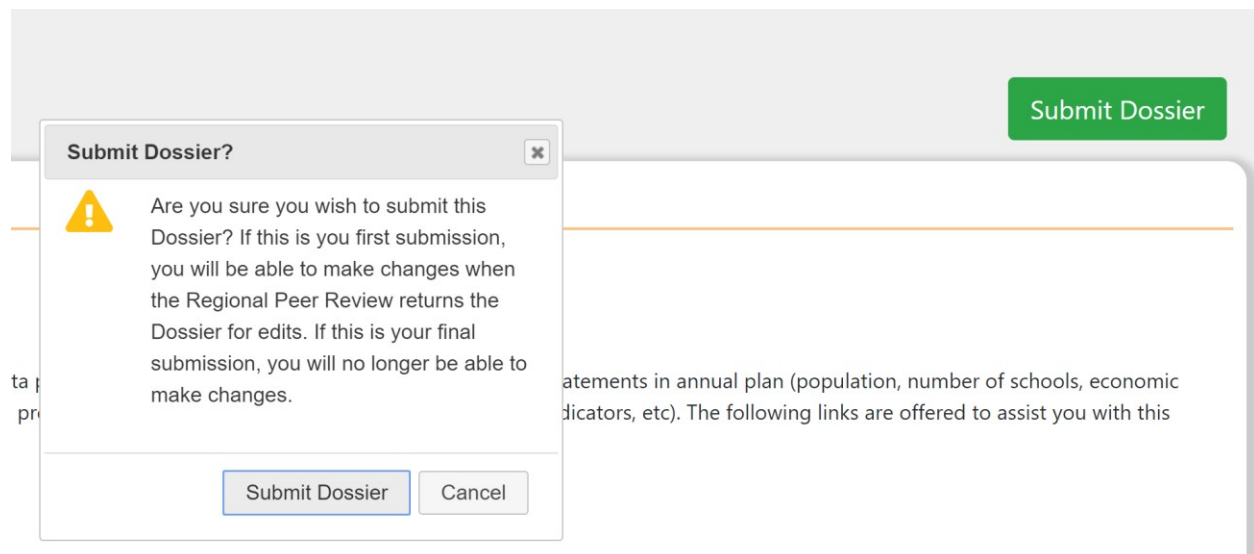 Submit Dossier
Submit Dossier?
Are you sure you wish to submit this
Dossier? If this is you first submission,
you will be able to make changes when
the Regional Peer Review returns the
Dossier for edits. If this is your final
submission, you will no longer be able to
make changes.
ta
atements in annual plan (population, number of schools, economic
pr
dicators, etc). The following links are offered to assist you with this
Submit Dossier
Cancel